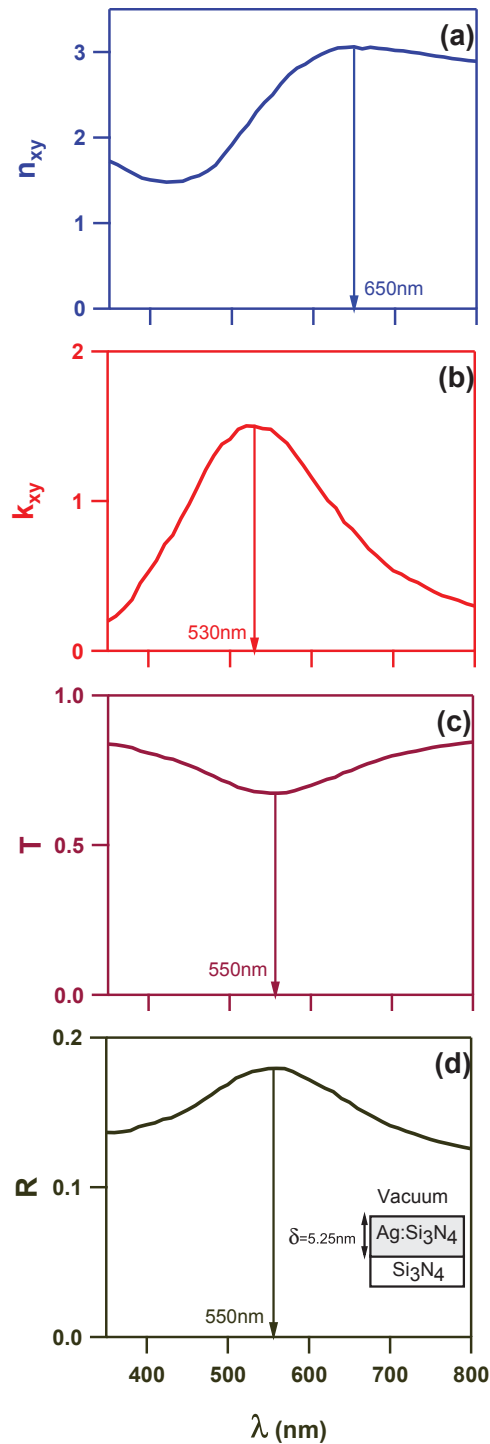 (a)
3
2
1
0
n_xy
650nm
(b)
2
1
0
k_xy
530nm
(c)
1.0
0.5
0.0
T
550nm
(d)
0.2
0.1
0.0
R
Vacuum
δ=5.25nm
Ag:Si₃N₄
Si₃N₄
550nm
400 500 600 700 800
λ (nm)